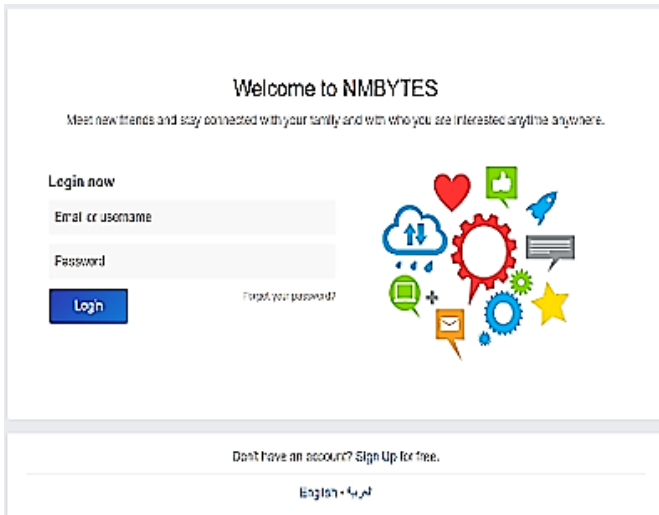 Welcome to NMBYTES
Meet new friends and stay connected with your family and with who you are interested anytime anywhere.
Login now
Email or username
Password
Login
Forgot your password?
Don't have an account? Sign Up for free.
English - العربية